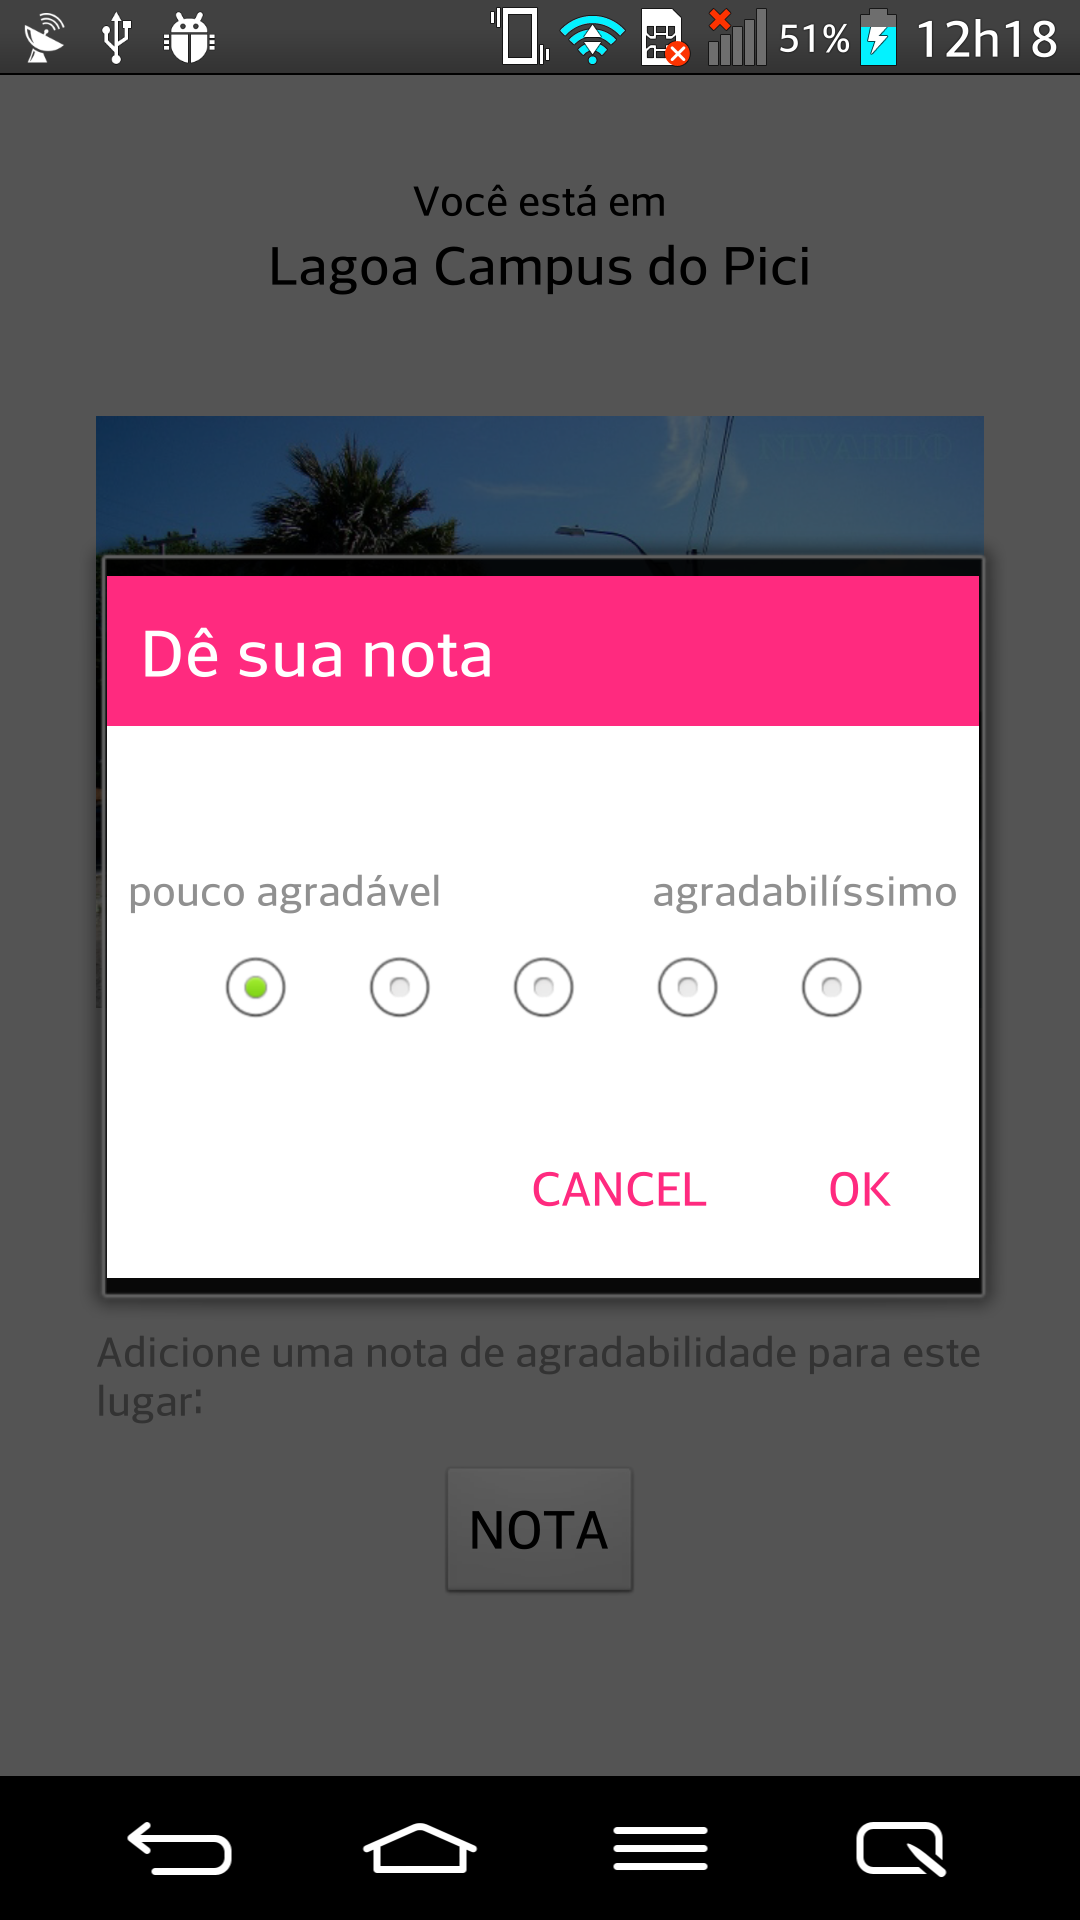 51% 12h18
Você está em
Lagoa Campus do Pici
Dê sua nota
pouco agradável agradabilíssimo
CANCEL OK
Adicione uma nota de agradabilidade para este
lugar:
NOTA